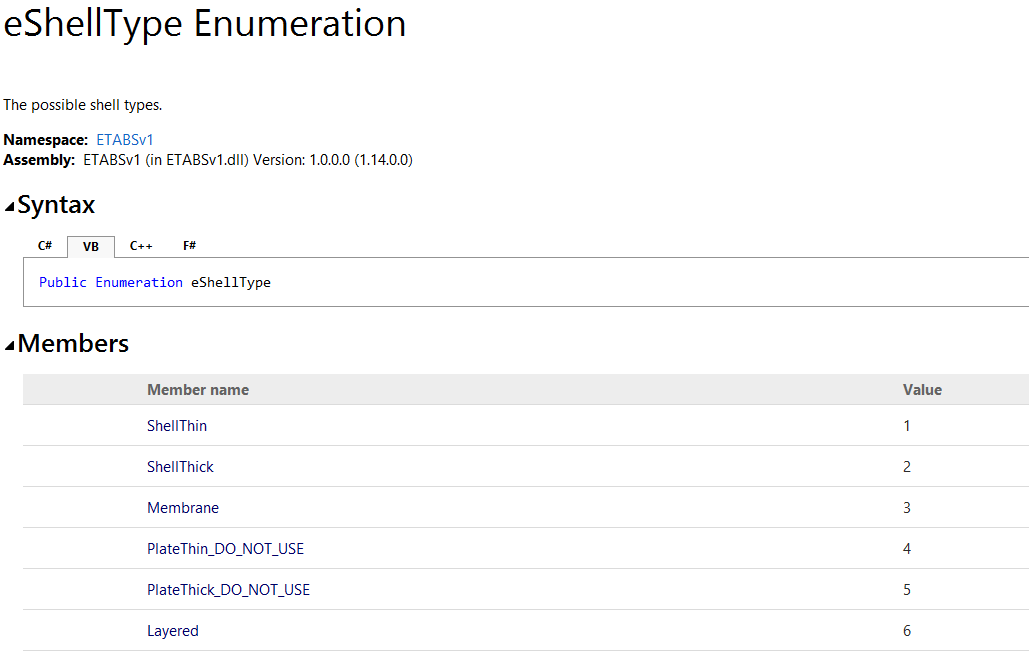 eShellType Enumeration
The possible shell types.
Namespace: ETABSv1
Assembly: ETABSv1 (in ETABSv1.dll) Version: 1.0.0.0 (1.14.0.0)
Syntax
C# VB C++ F#
Public Enumeration eShellType
Members
Member name Value
ShellThin 1
ShellThick 2
Membrane 3
PlateThin_DO_NOT_USE 4
PlateThick_DO_NOT_USE 5
Layered 6